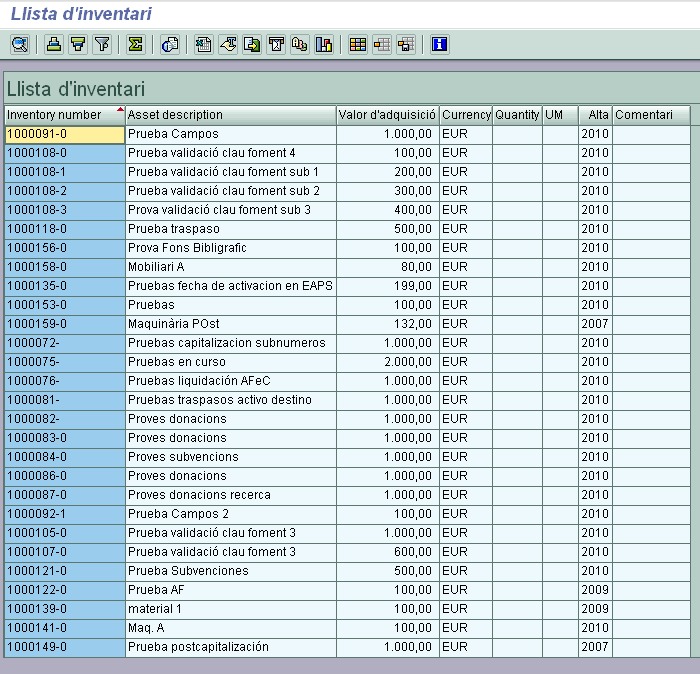 Llista d'inventari
Llista d'inventari
Inventory number Asset description Valor d'adquisició Currency Quantity UM Alta Comentari
1000091-0 Prueba Campos 1.000,00 EUR 2010
1000108-0 Prueba validació clau foment 4 100,00 EUR 2010
1000108-1 Prueba validació clau foment sub 1 200,00 EUR 2010
1000108-2 Prueba validació clau foment sub 2 300,00 EUR 2010
1000108-3 Prova validació clau foment sub 3 400,00 EUR 2010
1000118-0 Prueba traspaso 500,00 EUR 2010
1000156-0 Prova Fons Bibligrafic 100,00 EUR 2010
1000158-0 Mobiliari A 80,00 EUR 2010
1000135-0 Pruebas fecha de activacion en EAPS 199,00 EUR 2010
1000153-0 Pruebas 100,00 EUR 2010
1000159-0 Maquinària POst 132,00 EUR 2007
1000072- Pruebas capitalizacion subnumeros 1.000,00 EUR 2010
1000075- Pruebas en curso 2.000,00 EUR 2010
1000076- Pruebas liquidación AFeC 1.000,00 EUR 2010
1000081- Pruebas traspasos activo destino 1.000,00 EUR 2010
1000082- Proves donacions 1.000,00 EUR 2010
1000083-0 Proves donacions 1.000,00 EUR 2010
1000084-0 Proves subvencions 1.000,00 EUR 2010
1000086-0 Proves donacions 1.000,00 EUR 2010
1000087-0 Proves donacions recerca 1.000,00 EUR 2010
1000092-1 Prueba Campos 2 100,00 EUR 2010
1000105-0 Prueba validació clau foment 3 1.000,00 EUR 2010
1000107-0 Prueba validació clau foment 3 600,00 EUR 2010
1000121-0 Prueba Subvenciones 500,00 EUR 2010
1000122-0 Prueba AF 100,00 EUR 2009
1000139-0 material 1 100,00 EUR 2009
1000141-0 Maq. A 100,00 EUR 2010
1000149-0 Prueba postcapitalización 1.000,00 EUR 2007